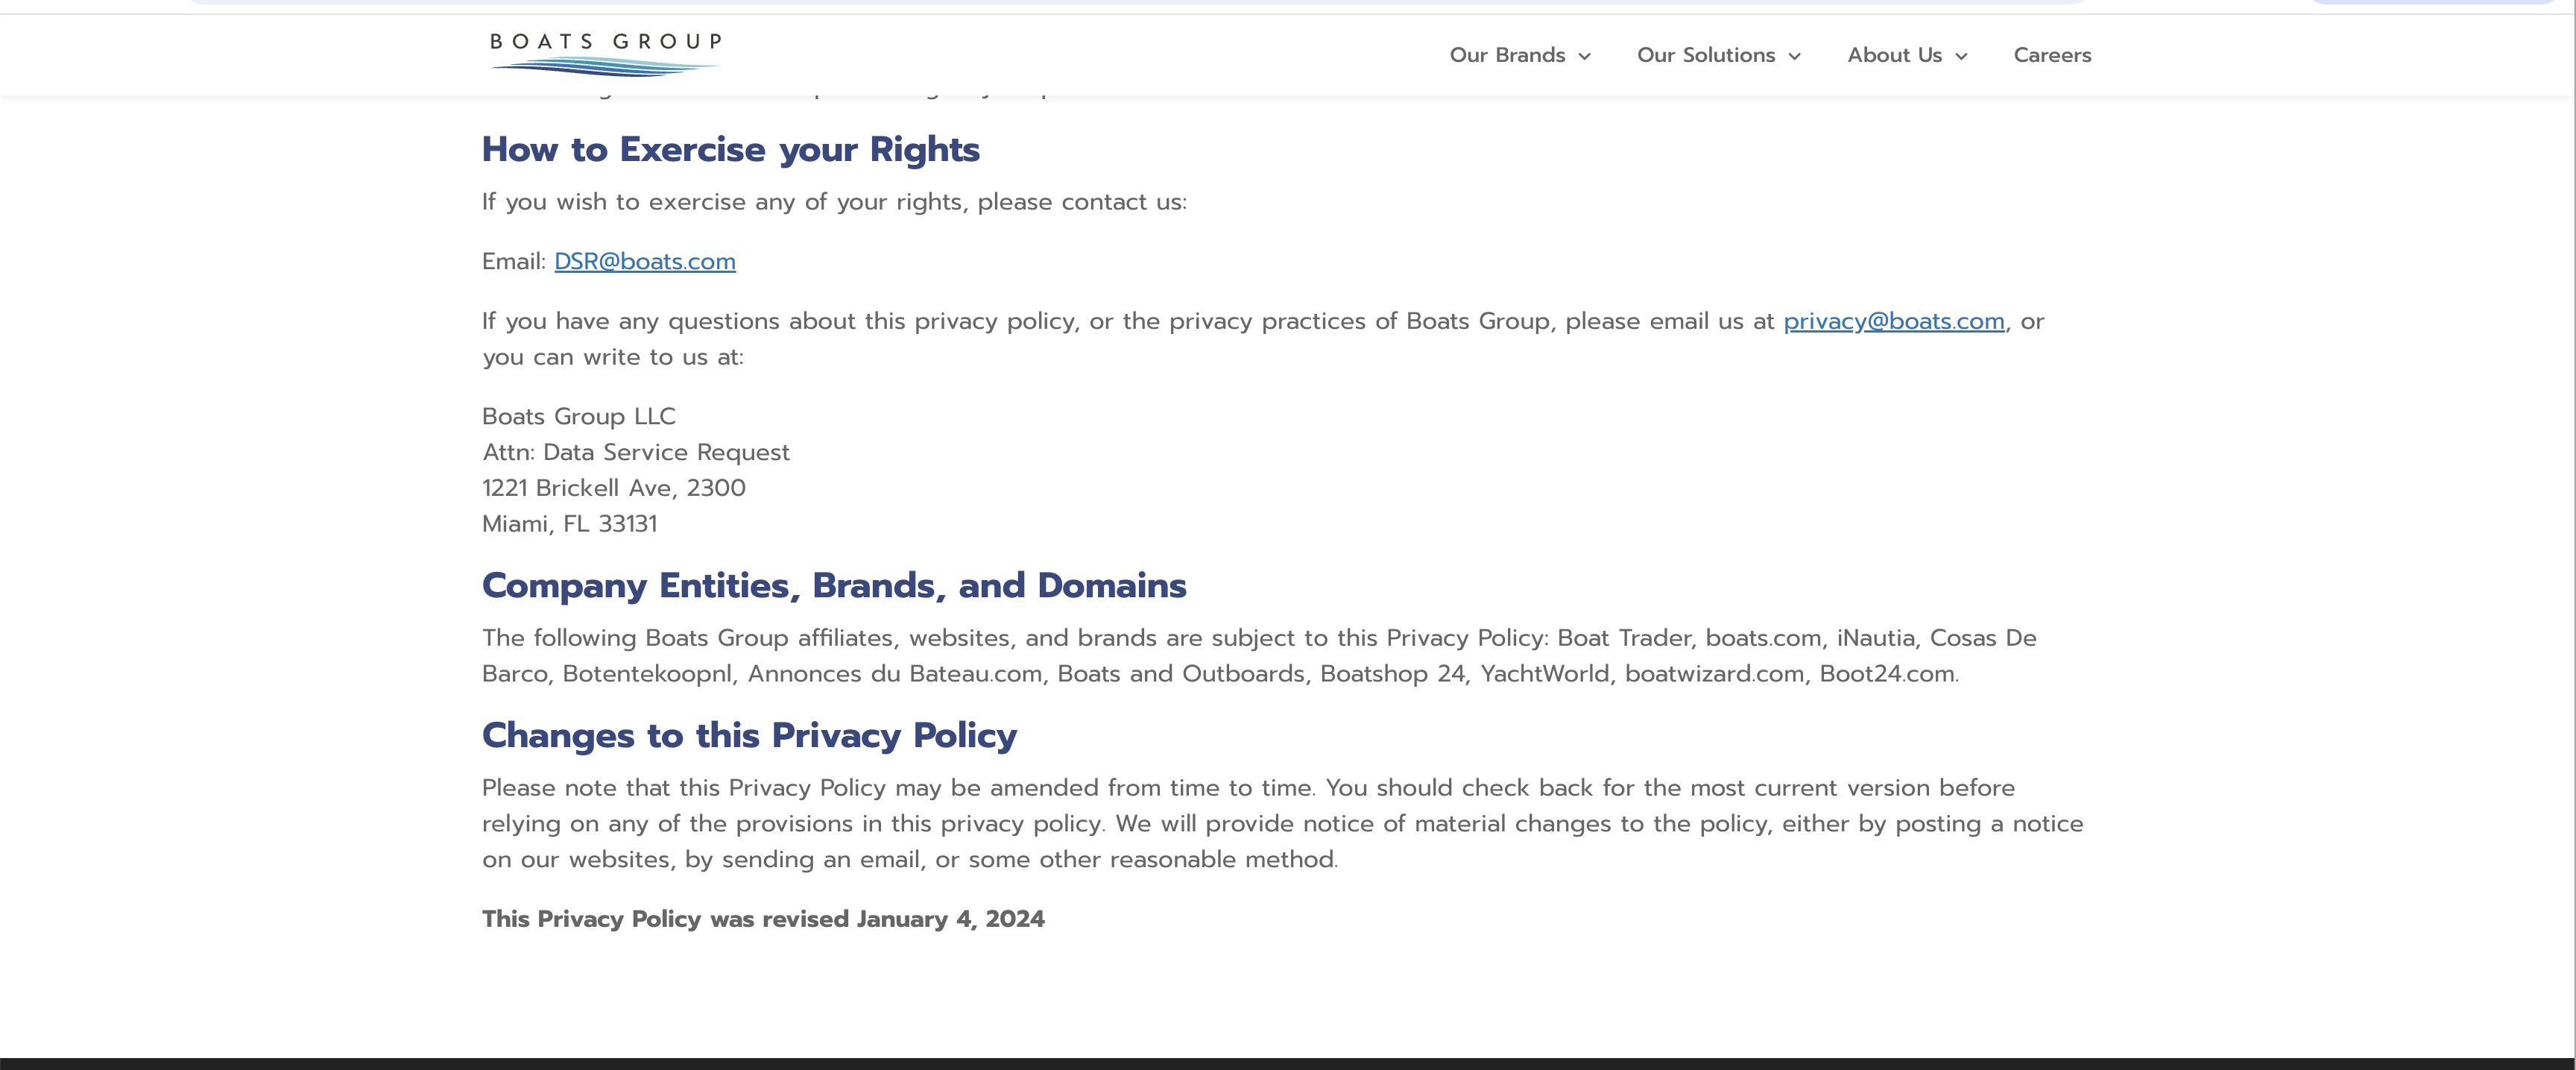 BOATS GROUP
Our Brands
Our Solutions
About Us
Careers
How to Exercise your Rights
If you wish to exercise any of your rights, please contact us:
Email: DSR@boats.com
If you have any questions about this privacy policy, or the privacy practices of Boats Group, please email us at privacy@boats.com, or
you can write to us at:
Boats Group LLC
Attn: Data Service Request
1221 Brickell Ave, 2300
Miami, FL 33131
Company Entities, Brands, and Domains
The following Boats Group affiliates, websites, and brands are subject to this Privacy Policy: Boat Trader, boats.com, iNautia, Cosas De
Barco, Botentekoopnl, Annonces du Bateau.com, Boats and Outboards, Boatshop 24, YachtWorld, boatwizard.com, Boot24.com.
Changes to this Privacy Policy
Please note that this Privacy Policy may be amended from time to time. You should check back for the most current version before
relying on any of the provisions in this privacy policy. We will provide notice of material changes to the policy, either by posting a notice
on our websites, by sending an email, or some other reasonable method.
This Privacy Policy was revised January 4, 2024